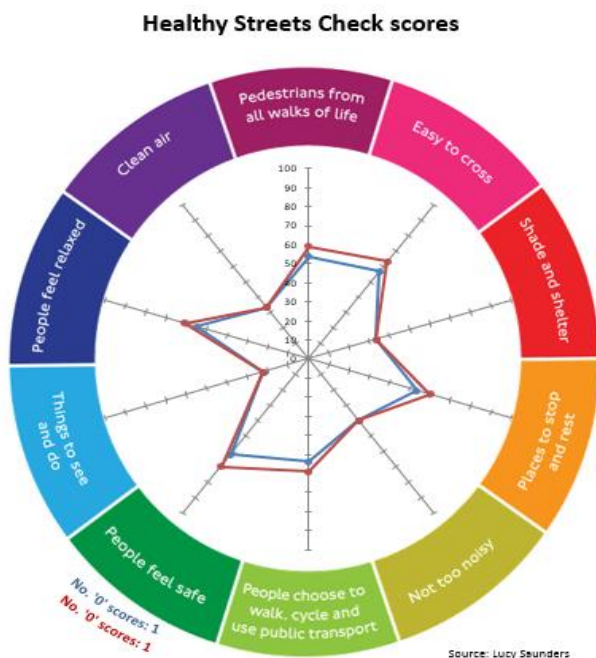 Healthy Streets Check scores
Pedestrians from
all walks of life
Easy to cross
Shade and shelter
Places to stop
and rest
Not too noisy
People choose to
walk, cycle and
use public transport
People feel safe
Things to see
and do
People feel relaxed
Clean air
100
90
80
70
60
50
40
30
20
10
0
No. '0' scores: 1
No. '0' scores: 1
Source: Lucy Saunders